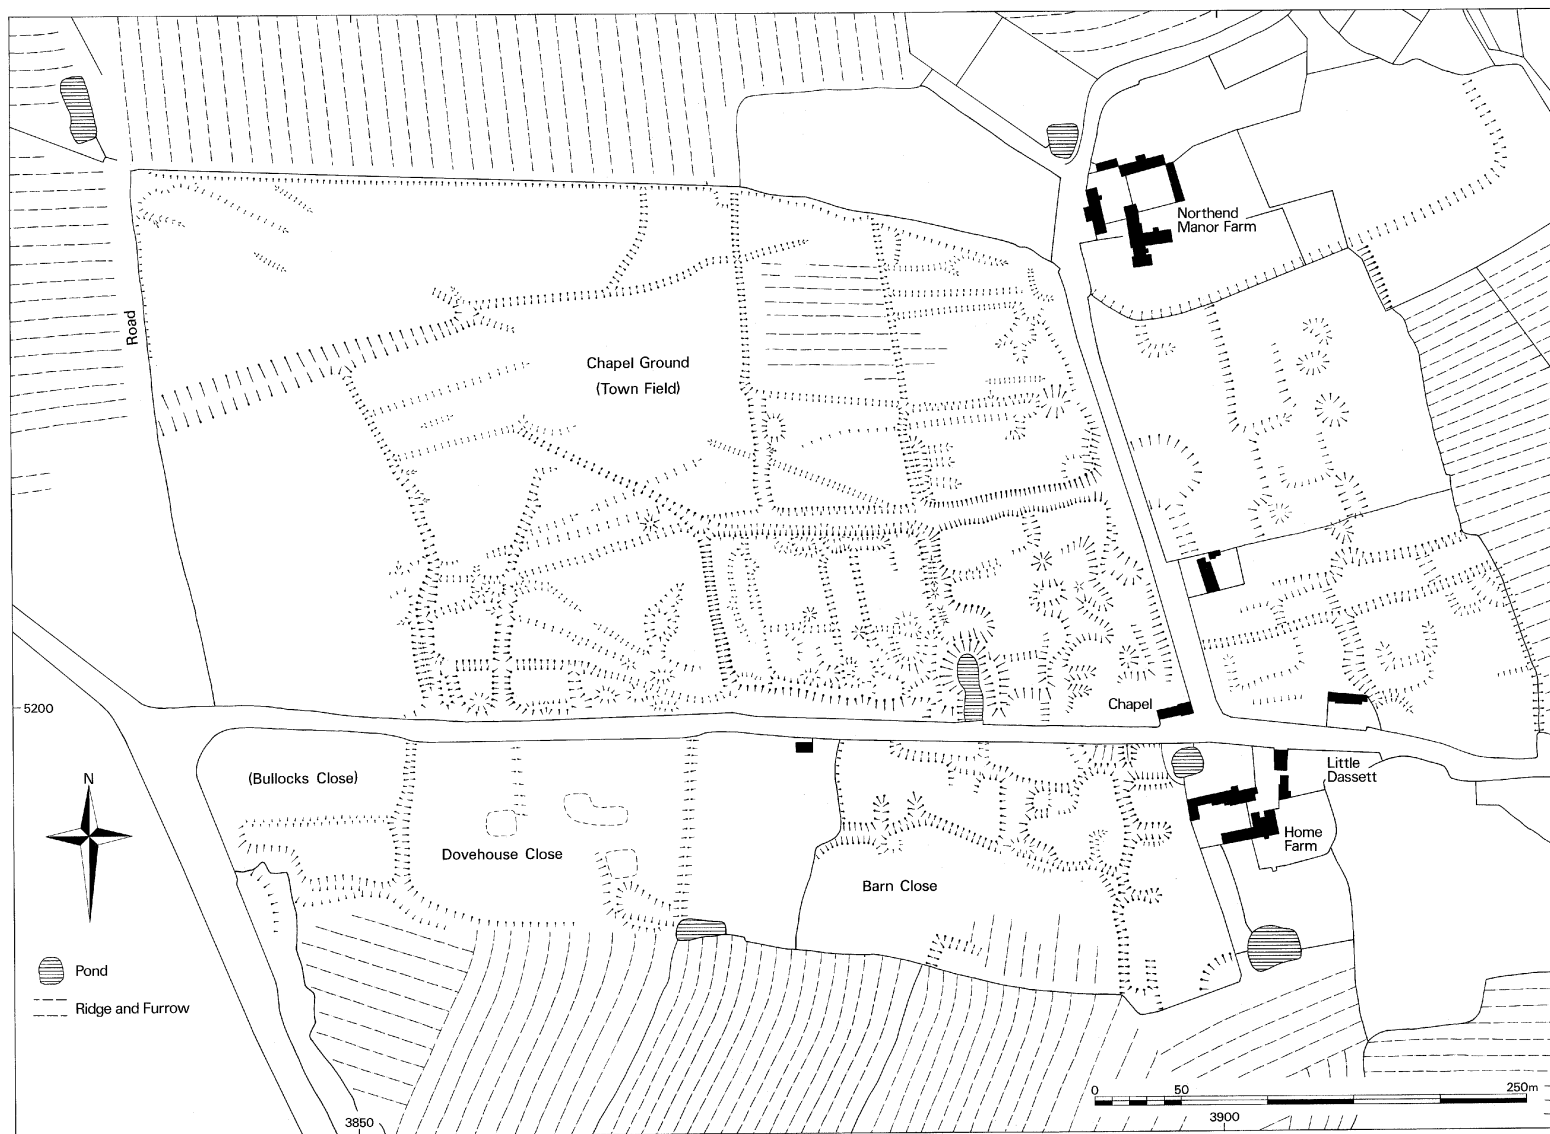 Northend
Manor Farm
Road
Chapel Ground
(Town Field)
5200
Chapel
(Bullocks Close)
Little
Dassett
N
Home
Farm
Dovehouse Close
Barn Close
Pond
Ridge and Furrow
0 50 250m
3850
3900